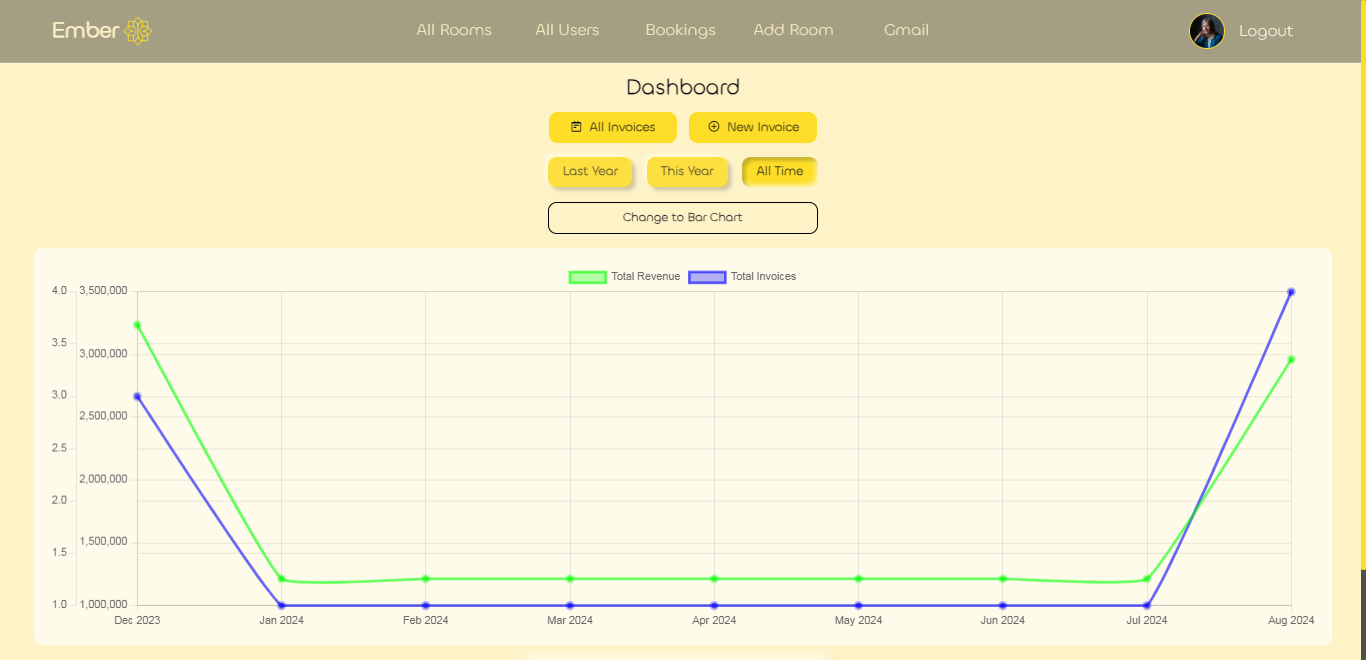 Ember
All Rooms All Users Bookings Add Room Gmail
Logout
Dashboard
All Invoices New Invoice
Last Year This Year All Time
Change to Bar Chart
Total Revenue Total Invoices
4.0 3,500,000
3.5
3,000,000
3.0
2,500,000
2.5
2,000,000
2.0
1,500,000
1.5
1.0 1,000,000
Dec 2023 Jan 2024 Feb 2024 Mar 2024 Apr 2024 May 2024 Jun 2024 Jul 2024 Aug 2024